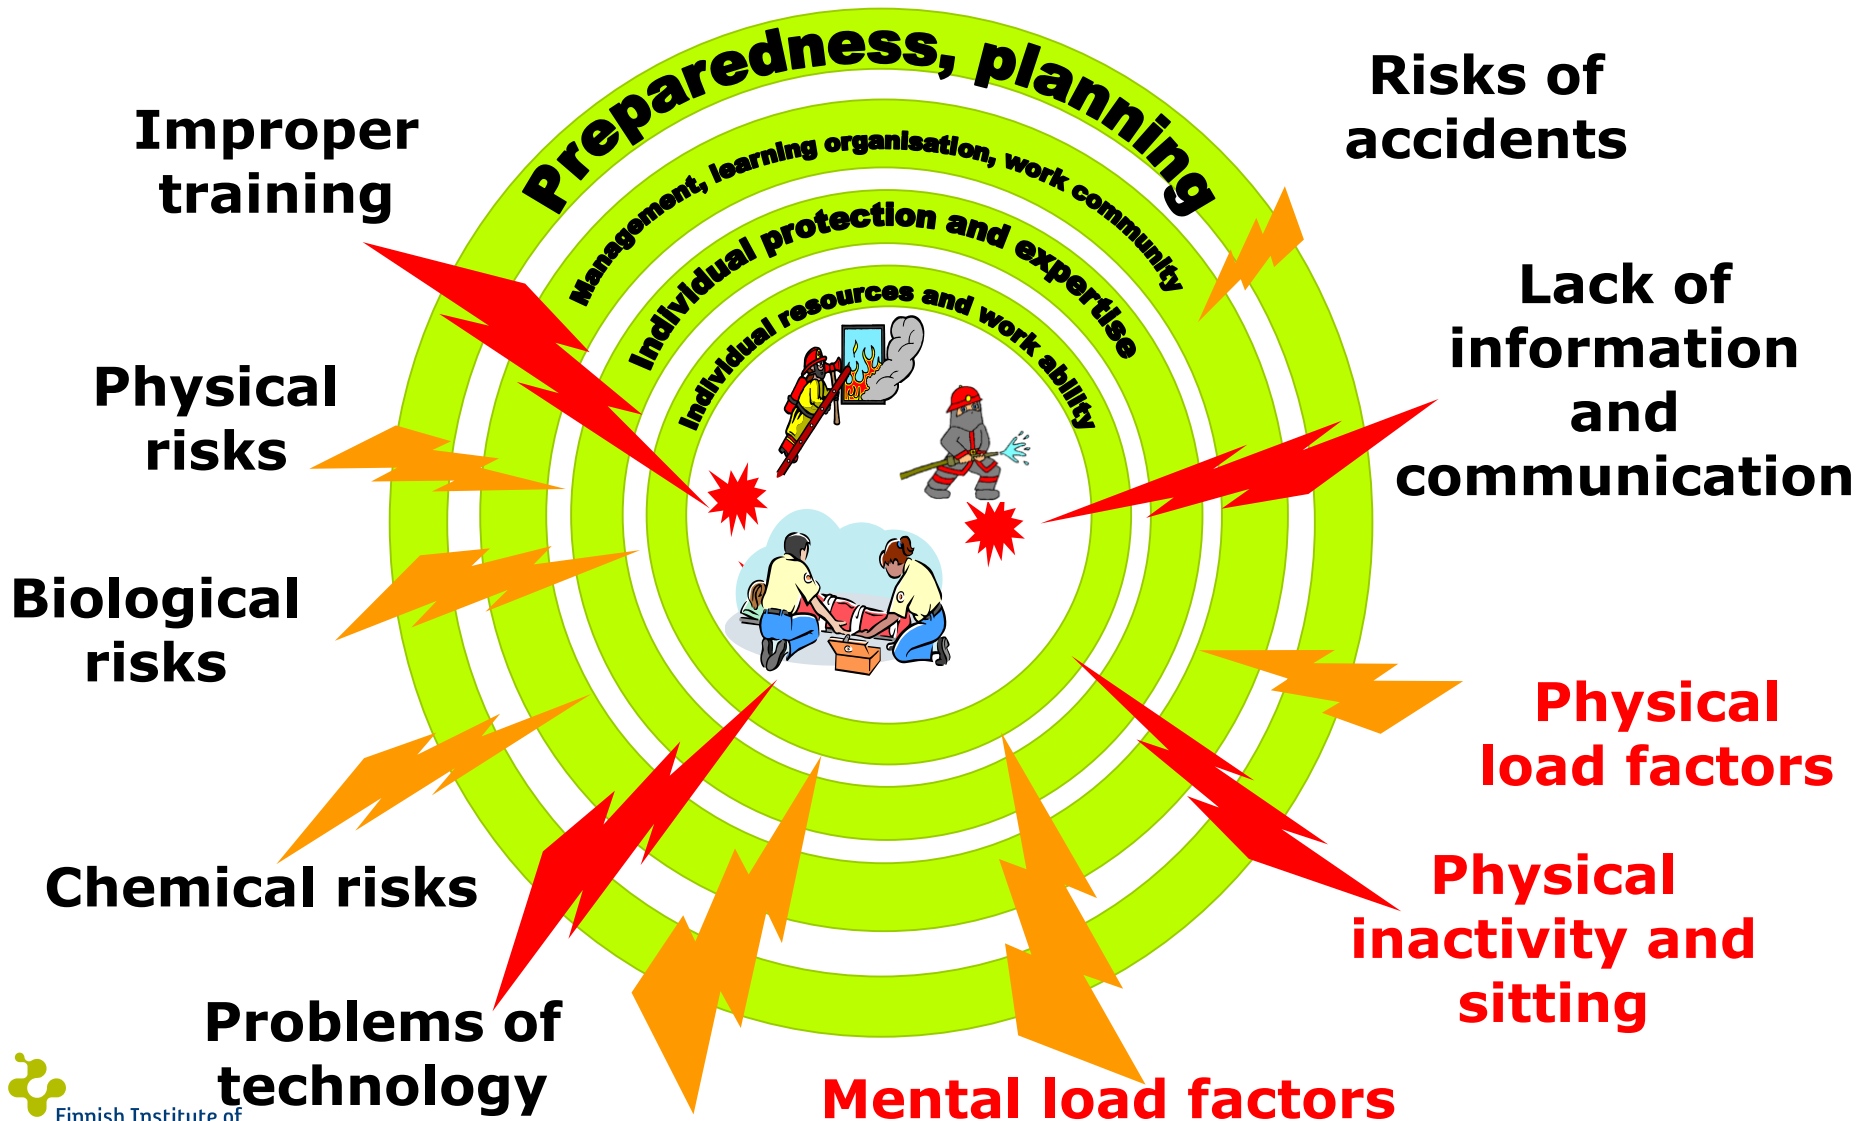 Preparedness, planning
Management, learning organisation, work community
Individual protection and expertise
Individual resources and work ability
Improper
training
Physical
risks
Biological
risks
Chemical risks
Problems of
technology
Risks of
accidents
Lack of
information
and
communication
Physical
load factors
Physical
inactivity and
sitting
Mental load factors
Finnish Institute of